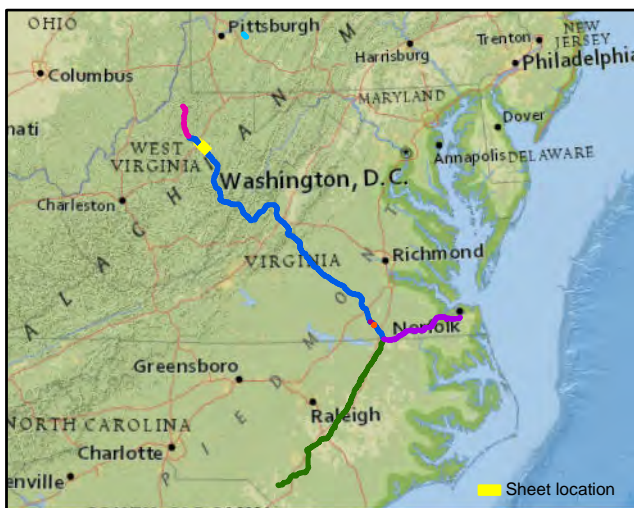 OHIO
Pittsburgh
NEW
JERSEY
Trenton
Harrisburg
Philadelphia
Columbus
MARYLAND
nati
Dover
WEST
VIRGINIA
Annapolis
DELAWARE
Washington, D.C.
Charleston
Richmond
VIRGINIA
Norfolk
Greensboro
Raleigh
NORTH CAROLINA
Charlotte
enville
A L A C H I A N M
P I E D M O N T
Sheet location